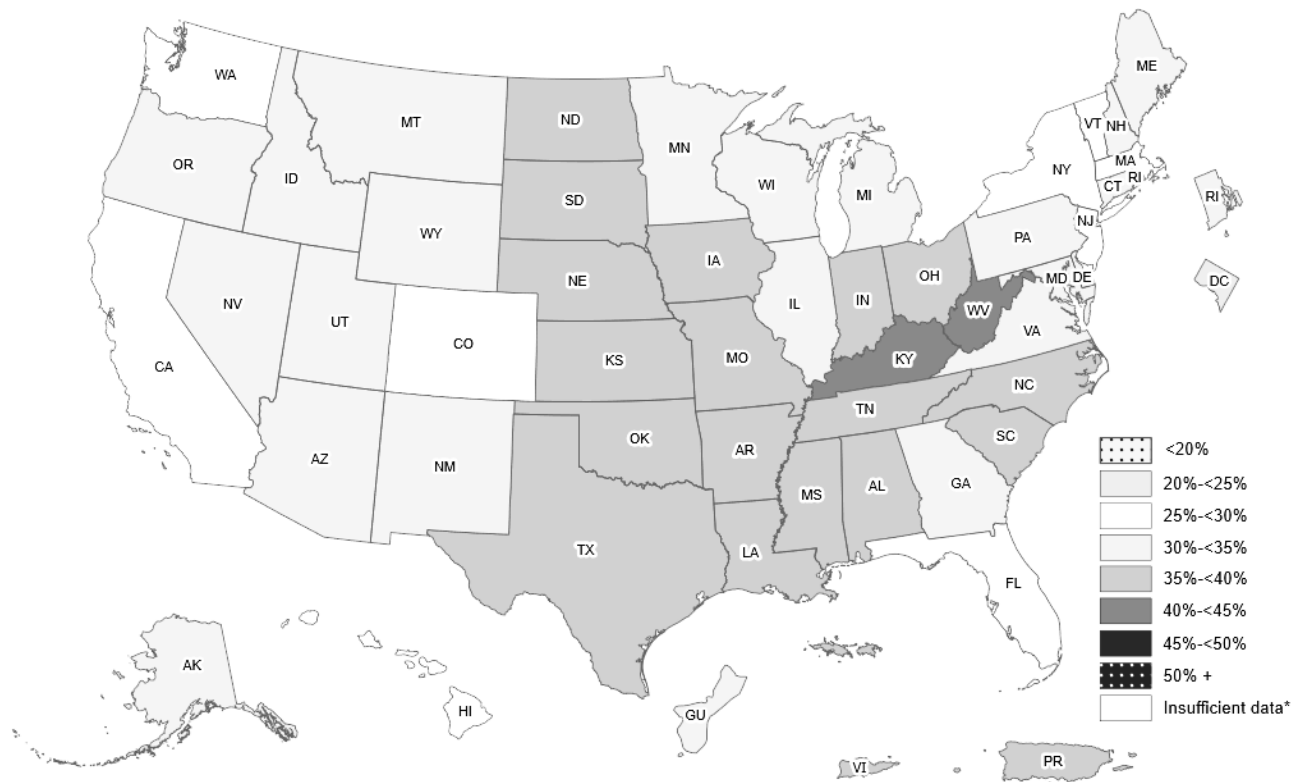 ME
WA
VT
NH
MT
ND
MN
OR
MA
NY
ID
WI
CT
RI
SD
MI
RI
NJ
WY
PA
IA
NE
OH
MD
DE
DC
NV
IL
IN
UT
WV
VA
CO
CA
KS
MO
KY
NC
TN
OK
SC
AZ
NM
AR
MS
AL
GA
TX
LA
FL
AK
HI
GU
VI
PR
<20%
20%-<25%
25%-<30%
30%-<35%
35%-<40%
40%-<45%
45%-<50%
50% +
Insufficient data*